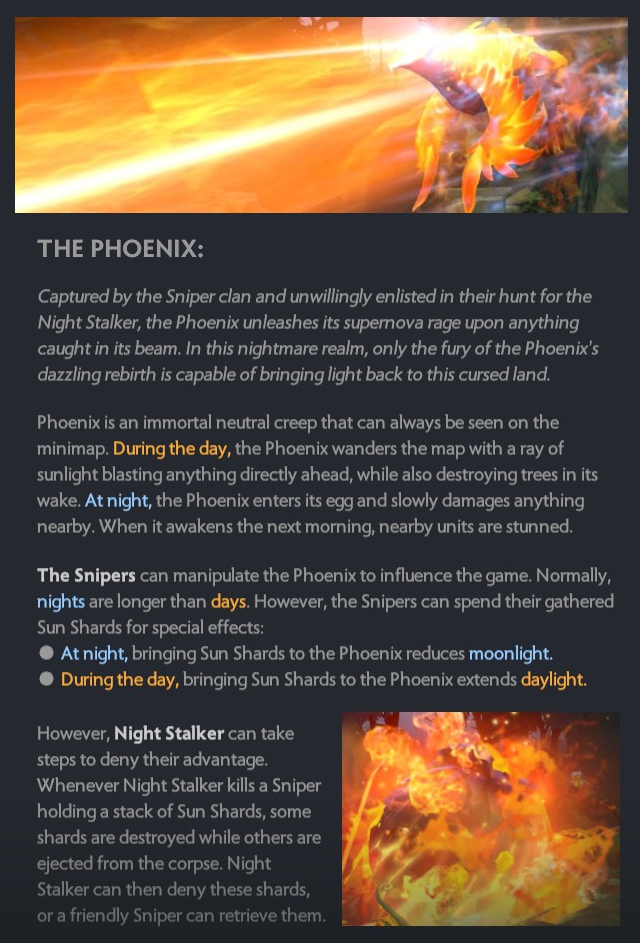 THE PHOENIX:
Captured by the Sniper clan and unwillingly enlisted in their hunt for the
Night Stalker, the Phoenix unleashes its supernova rage upon anything
caught in its beam. In this nightmare realm, only the fury of the Phoenix's
dazzling rebirth is capable of bringing light back to this cursed land.
Phoenix is an immortal neutral creep that can always be seen on the
minimap. During the day, the Phoenix wanders the map with a ray of
sunlight blasting anything directly ahead, while also destroying trees in its
wake. At night, the Phoenix enters its egg and slowly damages anything
nearby. When it awakens the next morning, nearby units are stunned.
The Snipers can manipulate the Phoenix to influence the game. Normally,
nights are longer than days. However, the Snipers can spend their gathered
Sun Shards for special effects:
● At night, bringing Sun Shards to the Phoenix reduces moonlight.
● During the day, bringing Sun Shards to the Phoenix extends daylight.
However, Night Stalker can take
steps to deny their advantage.
Whenever Night Stalker kills a Sniper
holding a stack of Sun Shards, some
shards are destroyed while others are
ejected from the corpse. Night
Stalker can then deny these shards,
or a friendly Sniper can retrieve them.